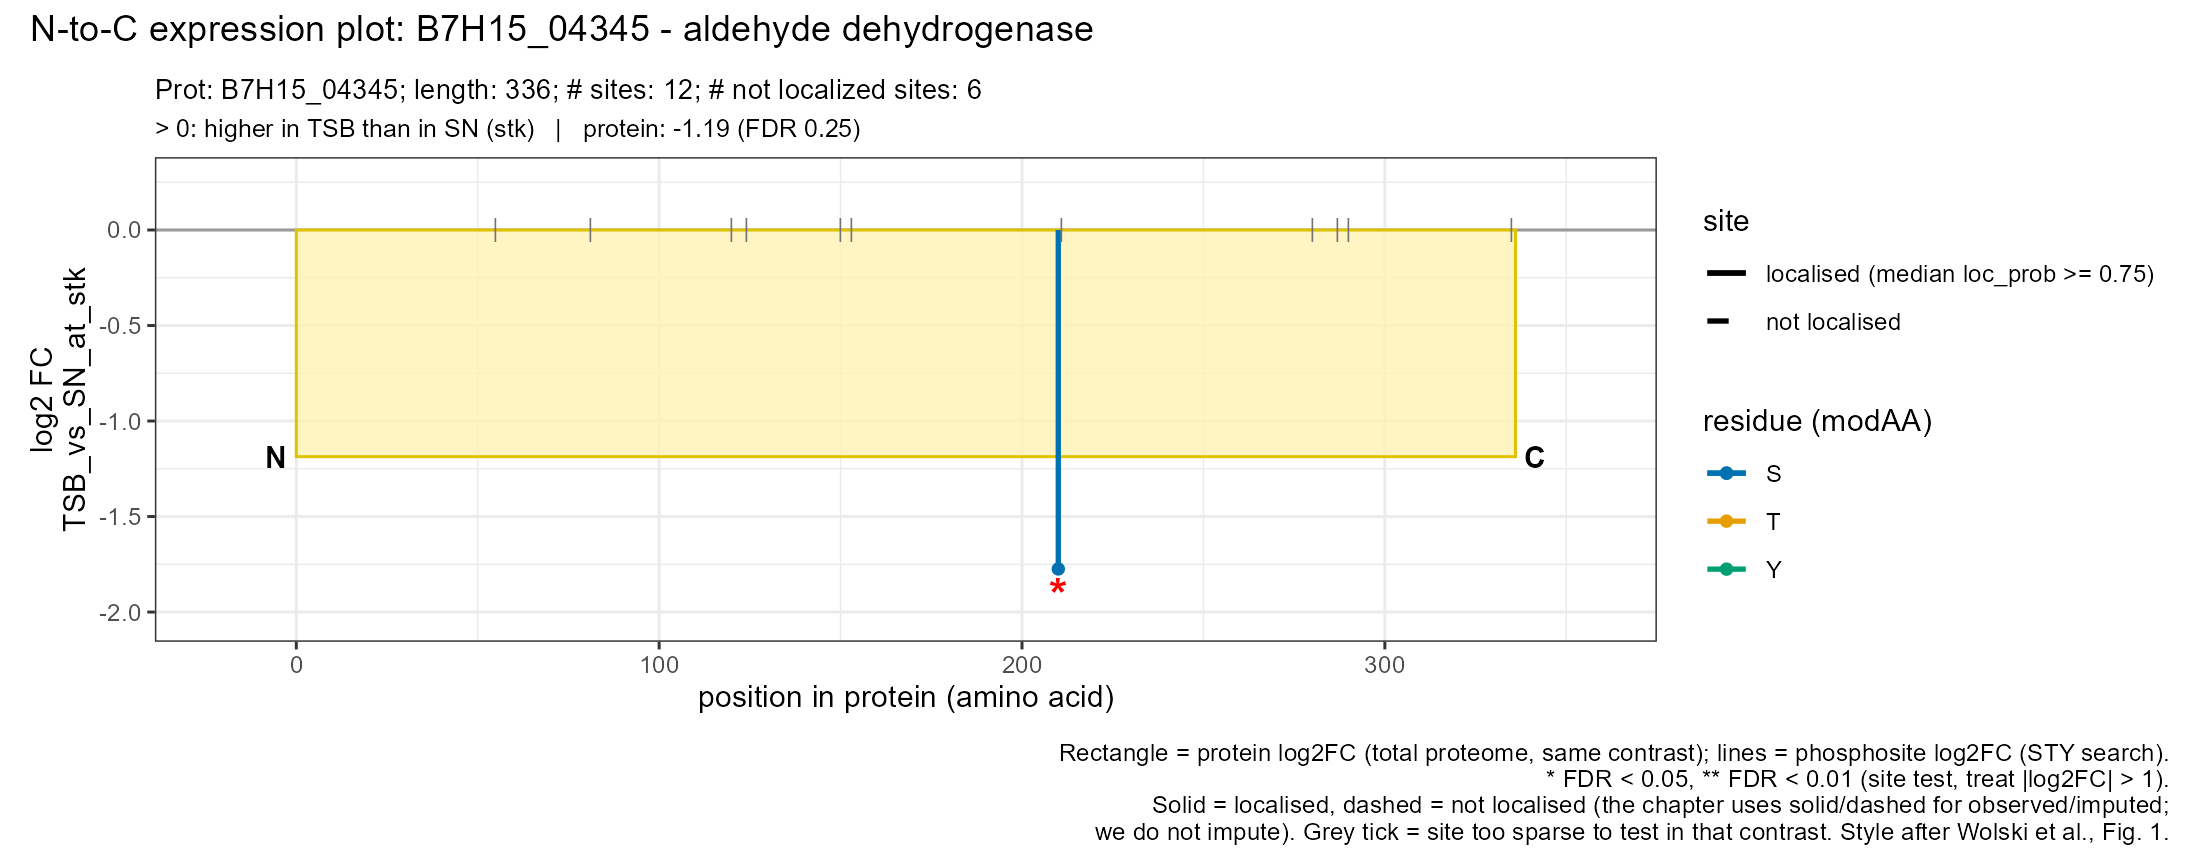 N-to-C expression plot: B7H15_04345 - aldehyde dehydrogenase
Prot: B7H15_04345; length: 336; # sites: 12; # not localized sites: 6
> 0: higher in TSB than in SN (stk)   |   protein: -1.19 (FDR 0.25)
log2 FC
TSB_vs_SN_at_stk
0.0
-0.5
-1.0
-1.5
-2.0
N
C
*
0
100
200
300
position in protein (amino acid)
site
localised (median loc_prob >= 0.75)
not localised
residue (modAA)
S
T
Y
Rectangle = protein log2FC (total proteome, same contrast); lines = phosphosite log2FC (STY search).
* FDR < 0.05, ** FDR < 0.01 (site test, treat |log2FC| > 1).
Solid = localised, dashed = not localised (the chapter uses solid/dashed for observed/imputed;
we do not impute). Grey tick = site too sparse to test in that contrast. Style after Wolski et al., Fig. 1.